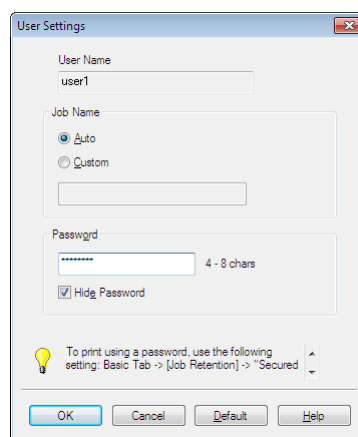 User Settings
User Name
user1
Job Name
Auto
Custom
Password
******** 4 - 8 chars
Hide Password
To print using a password, use the following
setting: Basic Tab -> [Job Retention] -> "Secured
OK Cancel Default Help